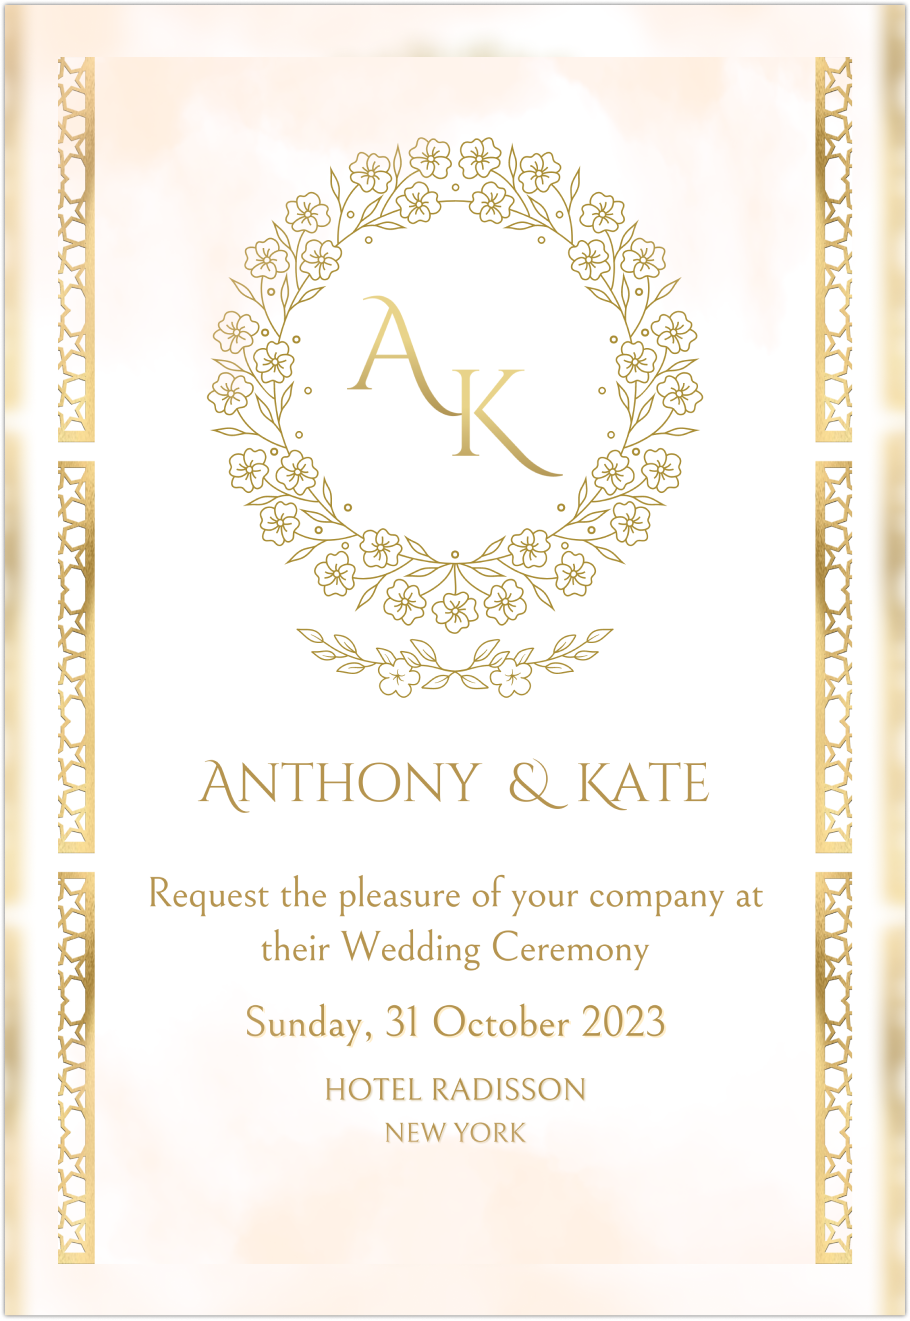 A
K
ANTHONY & KATE
Request the pleasure of your company at
their Wedding Ceremony
Sunday, 31 October 2023
HOTEL RADISSON
NEW YORK